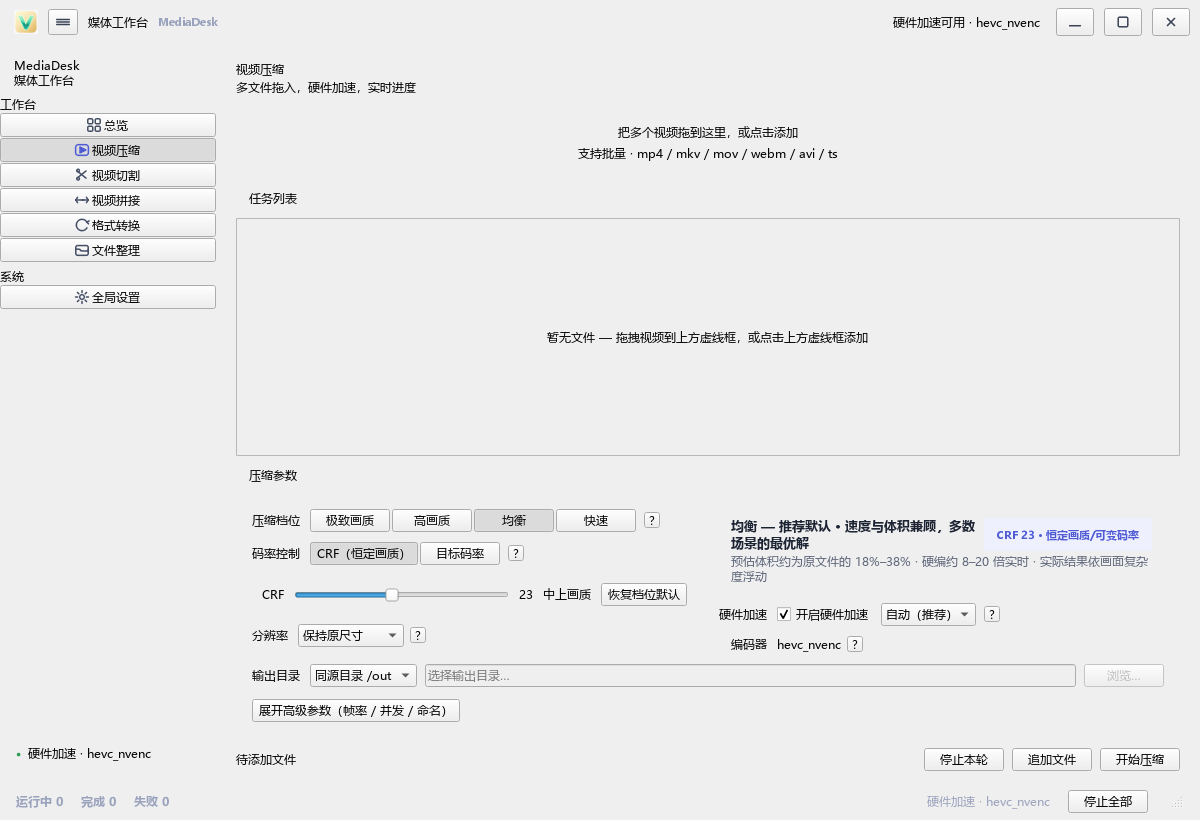 媒体工作台 MediaDesk 硬件加速可用 · hevc_nvenc
MediaDesk
媒体工作台
工作台
总览
视频压缩
视频切割
视频拼接
格式转换
文件整理
系统
全局设置
视频压缩
多文件拖入，硬件加速，实时进度
把多个视频拖到这里，或点击添加
支持批量 · mp4 / mkv / mov / webm / avi / ts
任务列表
暂无文件 — 拖拽视频到上方虚线框，或点击上方虚线框添加
压缩参数
压缩档位 极致画质 高画质 均衡 快速 ?
码率控制 CRF（恒定画质） 目标码率 ?
CRF 23 中上画质 恢复档位默认
分辨率 保持原尺寸 ?
均衡 — 推荐默认 • 速度与体积兼顾，多数
场景的最优解
CRF 23 • 恒定画质/可变码率
预估体积约为原文件的 18%–38% · 硬编约 8–20 倍实时 · 实际结果依画面复杂
度浮动
硬件加速 开启硬件加速 自动（推荐） ?
编码器 hevc_nvenc ?
输出目录 同源目录 /out 选择输出目录... 浏览...
展开高级参数（帧率 / 并发 / 命名）
• 硬件加速 · hevc_nvenc
待添加文件 停止本轮 追加文件 开始压缩
运行中 0 完成 0 失败 0 硬件加速 · hevc_nvenc 停止全部